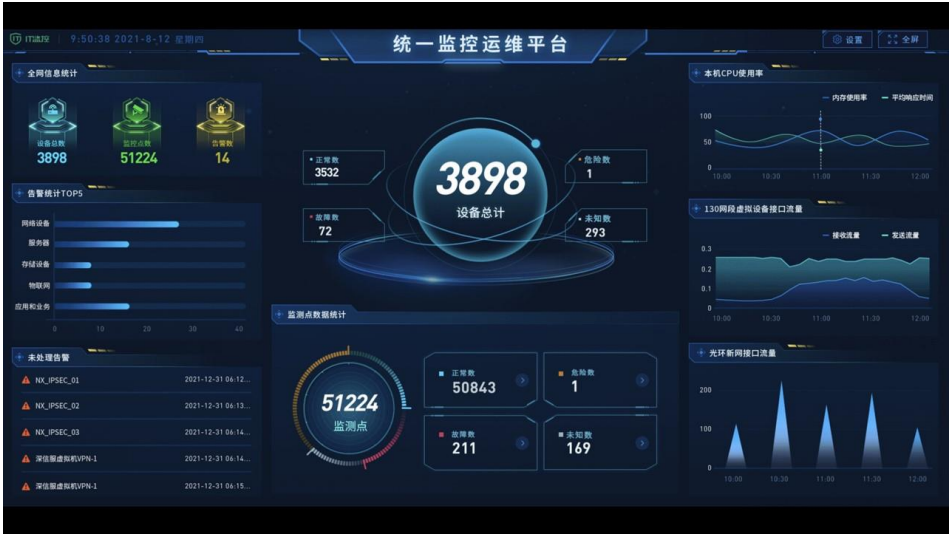 IT监控 9:50:38 2021-8-12 星期四
统一监控运维平台
设置 全屏
全网信息统计
设备总数 监控点数 告警数
3898 51224 14
告警统计TOP5
网络设备
服务器
存储设备
物联网
应用和业务
0 10 20 30 40
未处理告警
NX_IPSEC_01 2021-12-31 06:12...
NX_IPSEC_02 2021-12-31 06:13...
NX_IPSEC_03 2021-12-31 06:14...
深信服虚拟机VPN-1 2021-12-31 06:14...
深信服虚拟机VPN-1 2021-12-31 06:15...
正常数
3532
故障数
72
3898
设备总计
危险数
1
未知数
293
监测点数据统计
51224
监测点
正常数
50843
危险数
1
故障数
211
未知数
169
本机CPU使用率
内存使用率 平均响应时间
100
50
0
10:00 10:30 11:00 11:30 12:00
130网段虚拟设备接口流量
接收流量 发送流量
0.3
0.2
0.1
0
10:00 10:30 11:00 11:30 12:00
光环新网接口流量
200
100
0
10:00 10:30 11:00 11:30 12:00